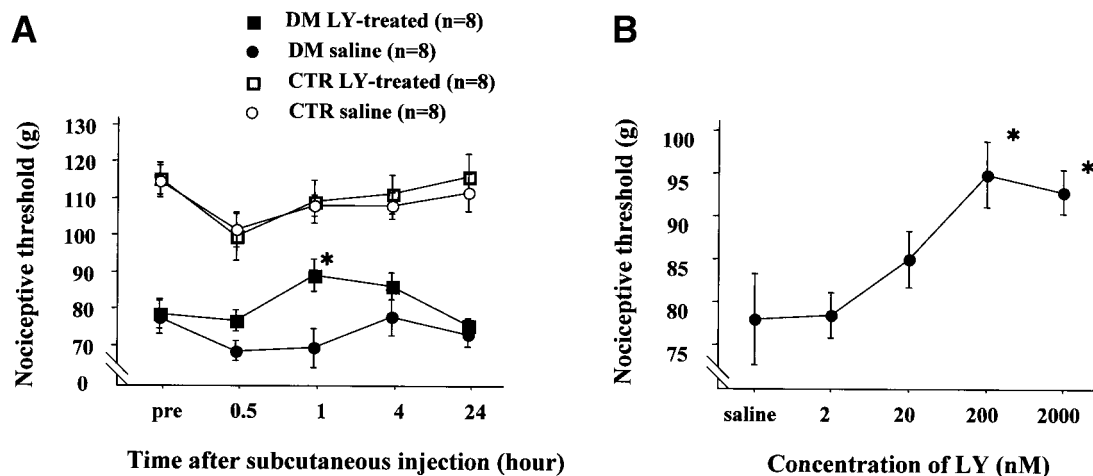 A
DM LY-treated (n=8)
DM saline (n=8)
CTR LY-treated (n=8)
CTR saline (n=8)
Nociceptive threshold (g)
130
120
110
100
90
80
70
0
*
pre 0.5 1 4 24
Time after subcutaneous injection (hour)
B
Nociceptive threshold (g)
100
95
90
85
80
75
* *
saline 2 20 200 2000
Concentration of LY (nM)